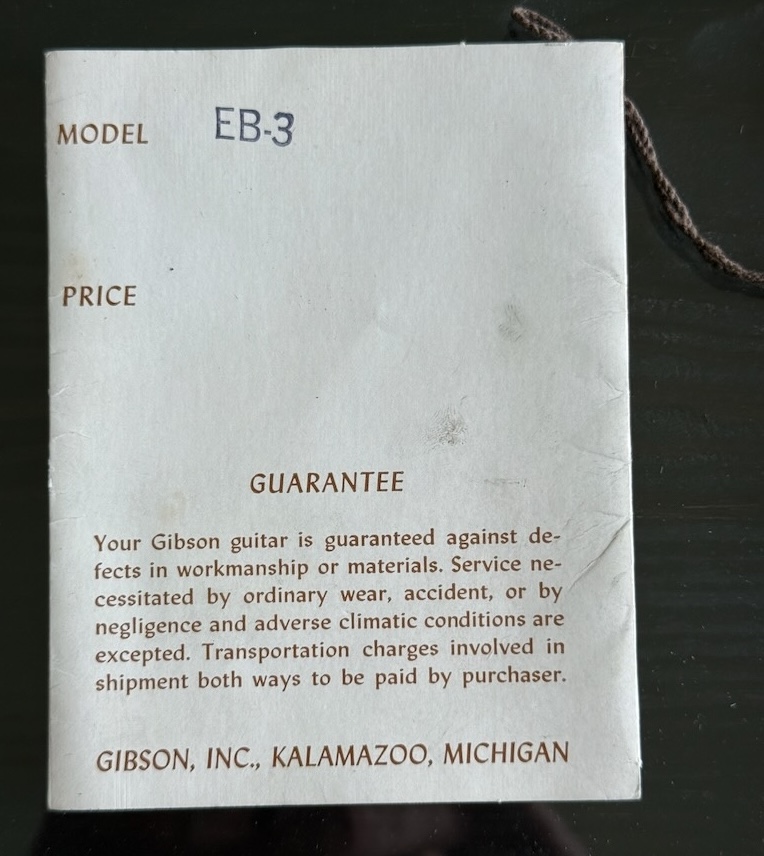 MODEL EB-3
PRICE
GUARANTEE
Your Gibson guitar is guaranteed against de-
fects in workmanship or materials. Service ne-
cessitated by ordinary wear, accident, or by
negligence and adverse climatic conditions are
excepted. Transportation charges involved in
shipment both ways to be paid by purchaser.
GIBSON, INC., KALAMAZOO, MICHIGAN